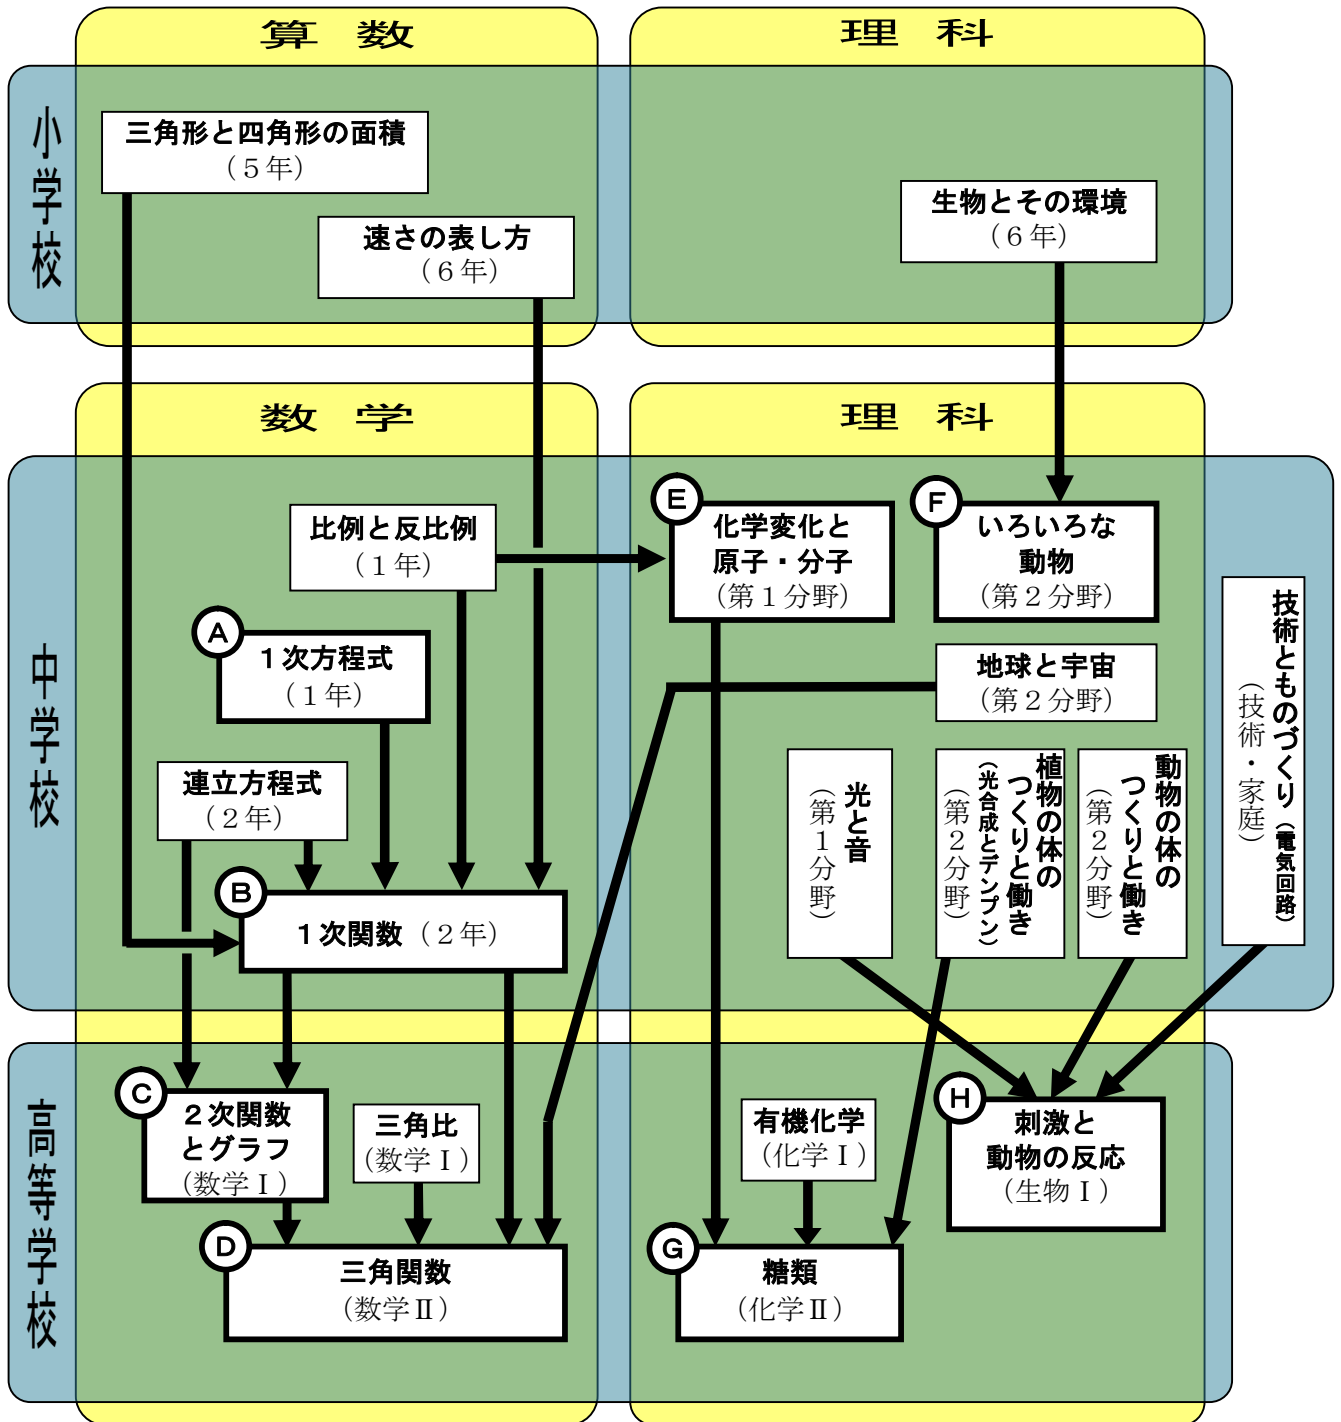 算数
理科
小学校
三角形と四角形の面積
（５年）
速さの表し方
（６年）
生物とその環境
（６年）
数学
理科
中学校
比例と反比例
（１年）
E
化学変化と
原子・分子
（第１分野）
F
いろいろな
動物
（第２分野）
A
１次方程式
（１年）
地球と宇宙
（第２分野）
技術とものづくり（電気回路）
（技術・家庭）
連立方程式
（２年）
光と音
（第１分野）
植物の体の
つくりと働き
（光合成とデンプン）
（第２分野）
動物の体の
つくりと働き
（第２分野）
B
１次関数（２年）
高等学校
C
２次関数
とグラフ
（数学Ⅰ）
三角比
（数学Ⅰ）
有機化学
（化学Ⅰ）
H
刺激と
動物の反応
（生物Ⅰ）
D
三角関数
（数学Ⅱ）
G
糖類
（化学Ⅱ）